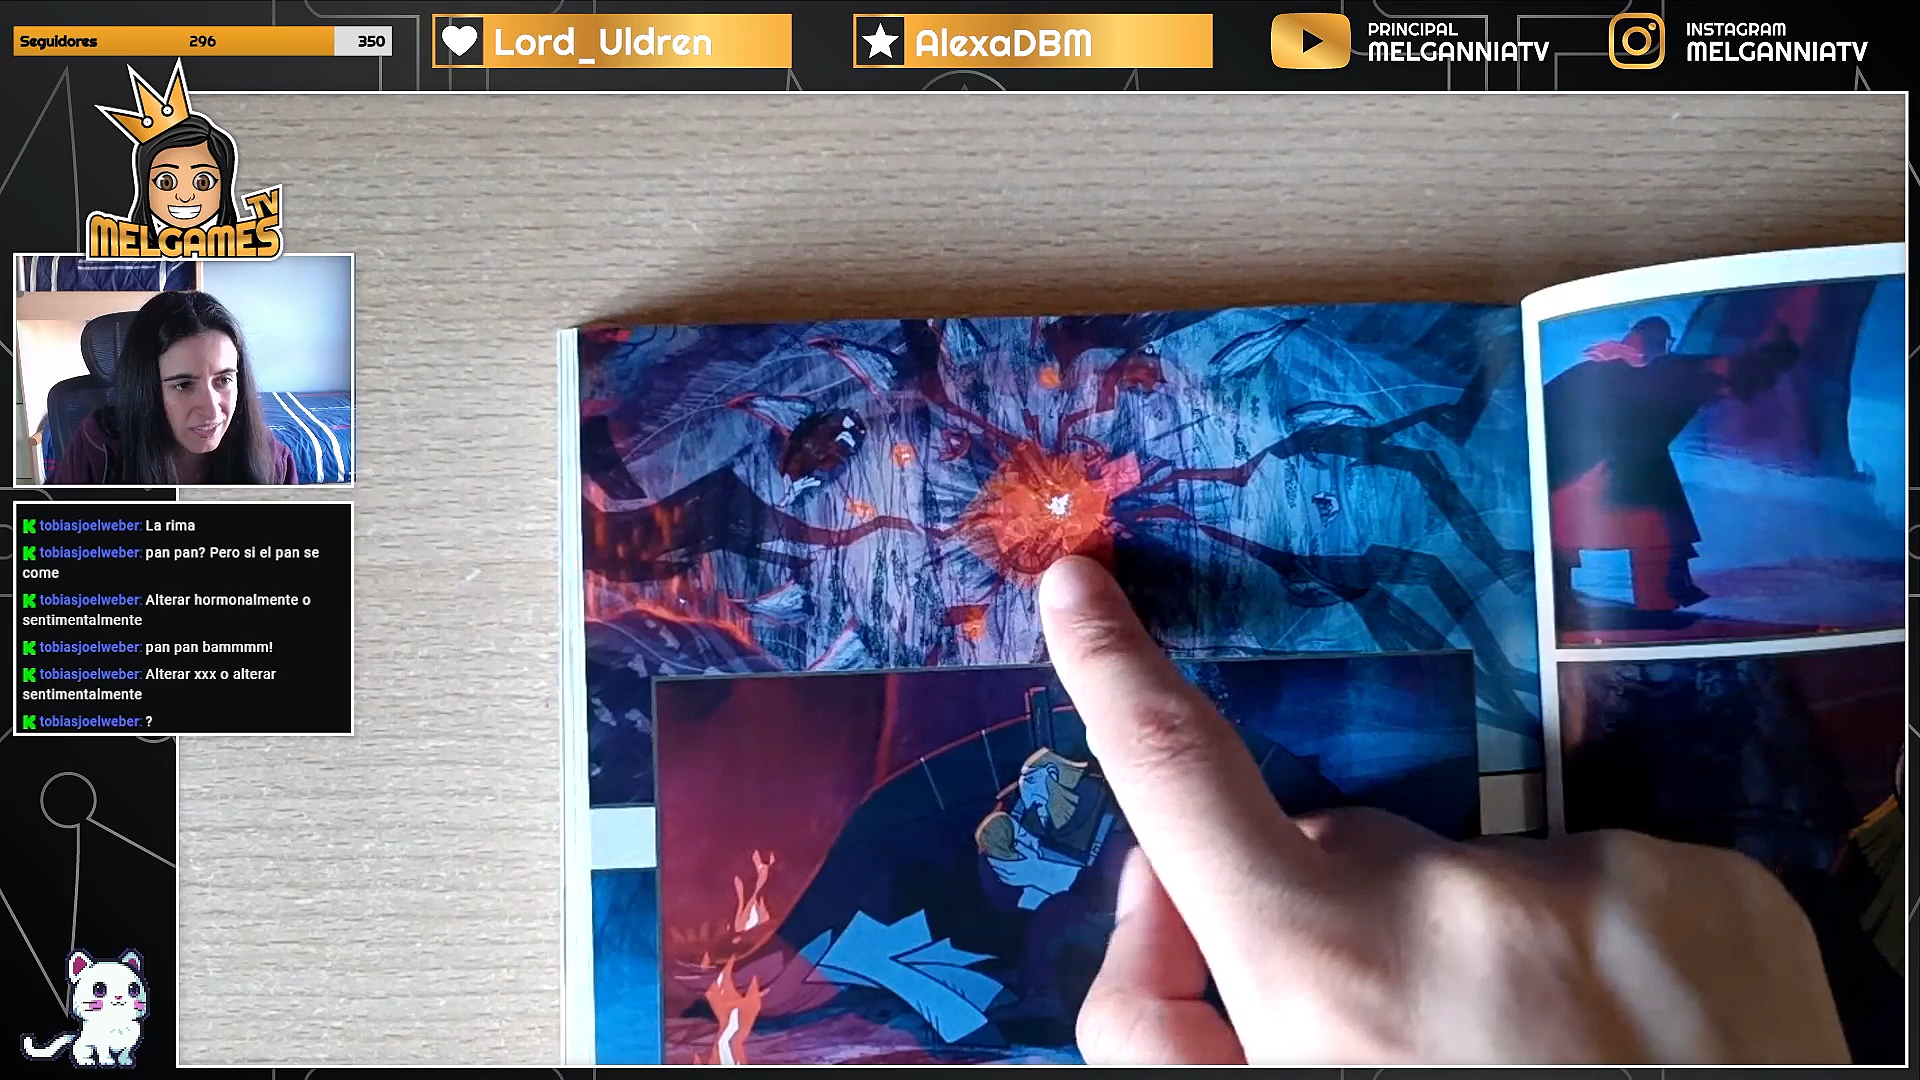 Seguidores 296 350
Lord_Uldren
AlexaDBM
PRINCIPAL
MELGANNIATV
INSTAGRAM
MELGANNIATV
TV
MELGAMES
tobiasjoelweber: La rima
tobiasjoelweber: pan pan? Pero si el pan se
come
tobiasjoelweber: Alterar hormonalmente o
sentimentalmente
tobiasjoelweber: pan pan bammmm!
tobiasjoelweber: Alterar xxx o alterar
sentimentalmente
tobiasjoelweber: ?